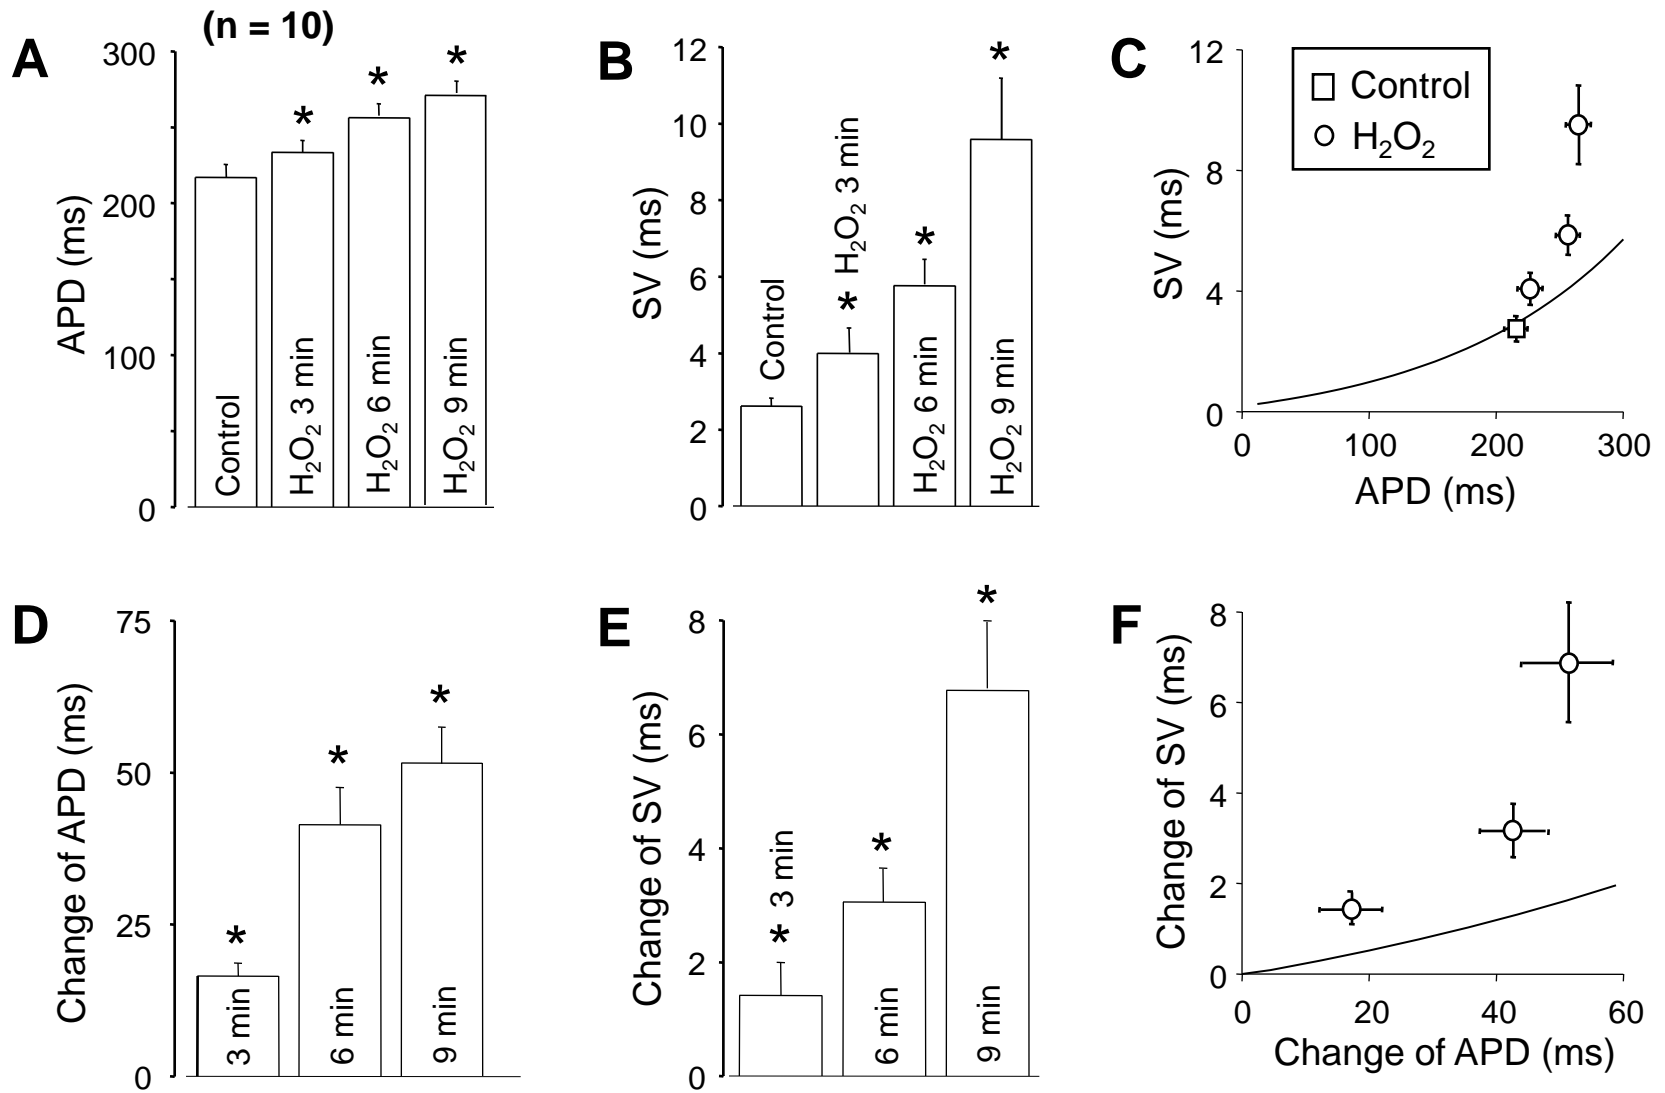 (n = 10)
A
APD (ms)
300
200
100
0
Control
H₂O₂ 3 min
H₂O₂ 6 min
H₂O₂ 9 min
*
*
*
B
SV (ms)
12
10
8
6
4
2
0
Control
H₂O₂ 3 min
H₂O₂ 6 min
H₂O₂ 9 min
*
*
*
C
SV (ms)
12
8
4
0
Control
H₂O₂
0 100 200 300
APD (ms)
D
Change of APD (ms)
75
50
25
0
3 min
6 min
9 min
*
*
*
E
Change of SV (ms)
8
6
4
2
0
3 min
6 min
9 min
*
*
*
F
Change of SV (ms)
8
6
4
2
0
0 20 40 60
Change of APD (ms)